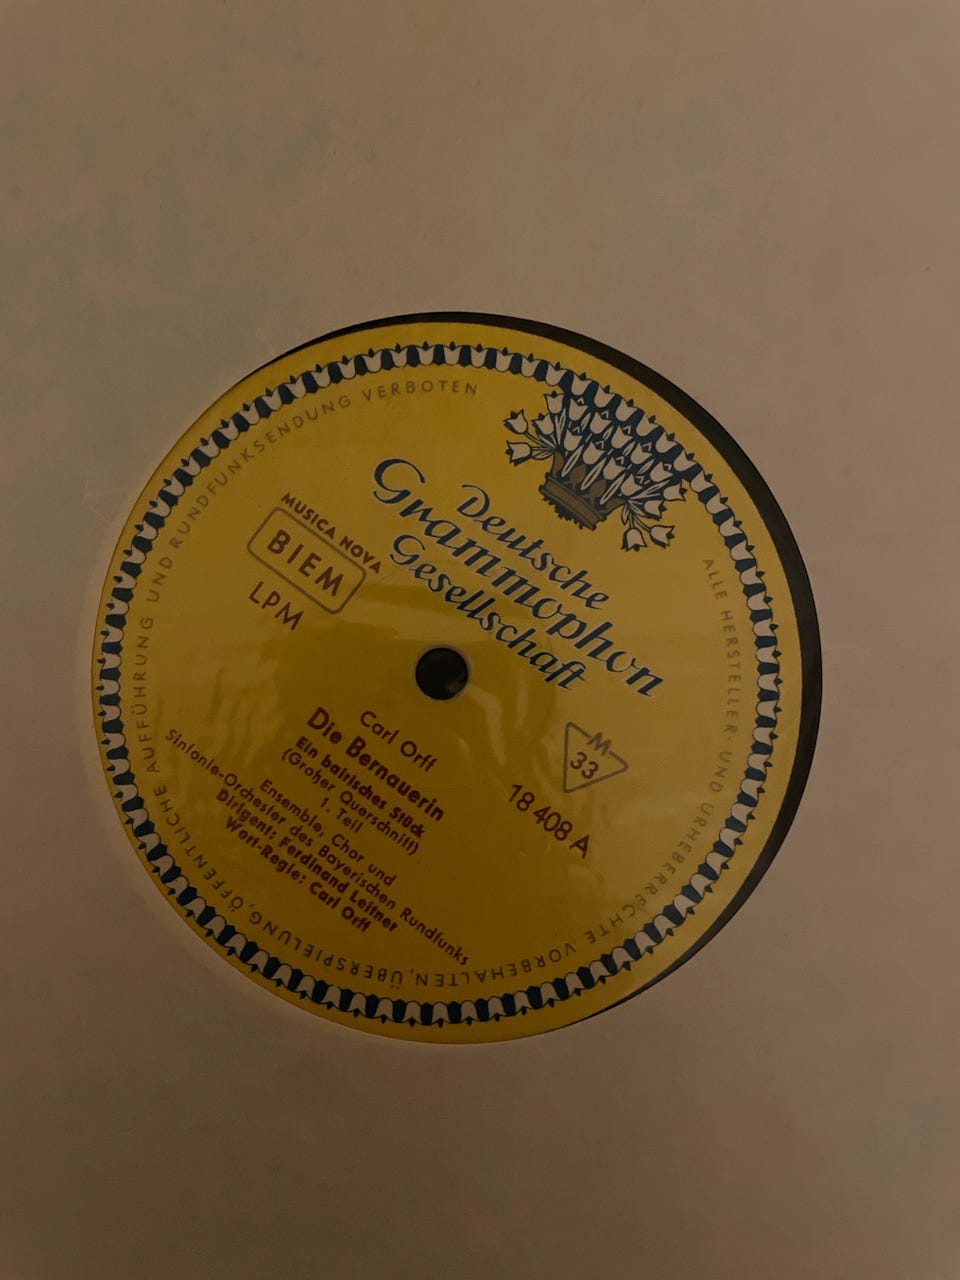 Deutsche
Grammophon
Gesellschaft
MUSICA NOVA
BIEM
LPM
M
33
18 408 A
Carl Orff
Die Bernauerin
Ein bairisches Stück
(Großer Querschnitt)
1. Teil
Ensemble, Chor und
Sinfonie-Orchester des Bayerischen Rundfunks
Dirigent: Ferdinand Leitner
Wort-Regie: Carl Orff
ALLE HERSTELLER- UND URHEBERRECHTE VORBEHALTEN, ÜBERSPIELUNG, ÖFFENTLICHE AUFFÜHRUNG UND RUNDFUNKSENDUNG VERBOTEN